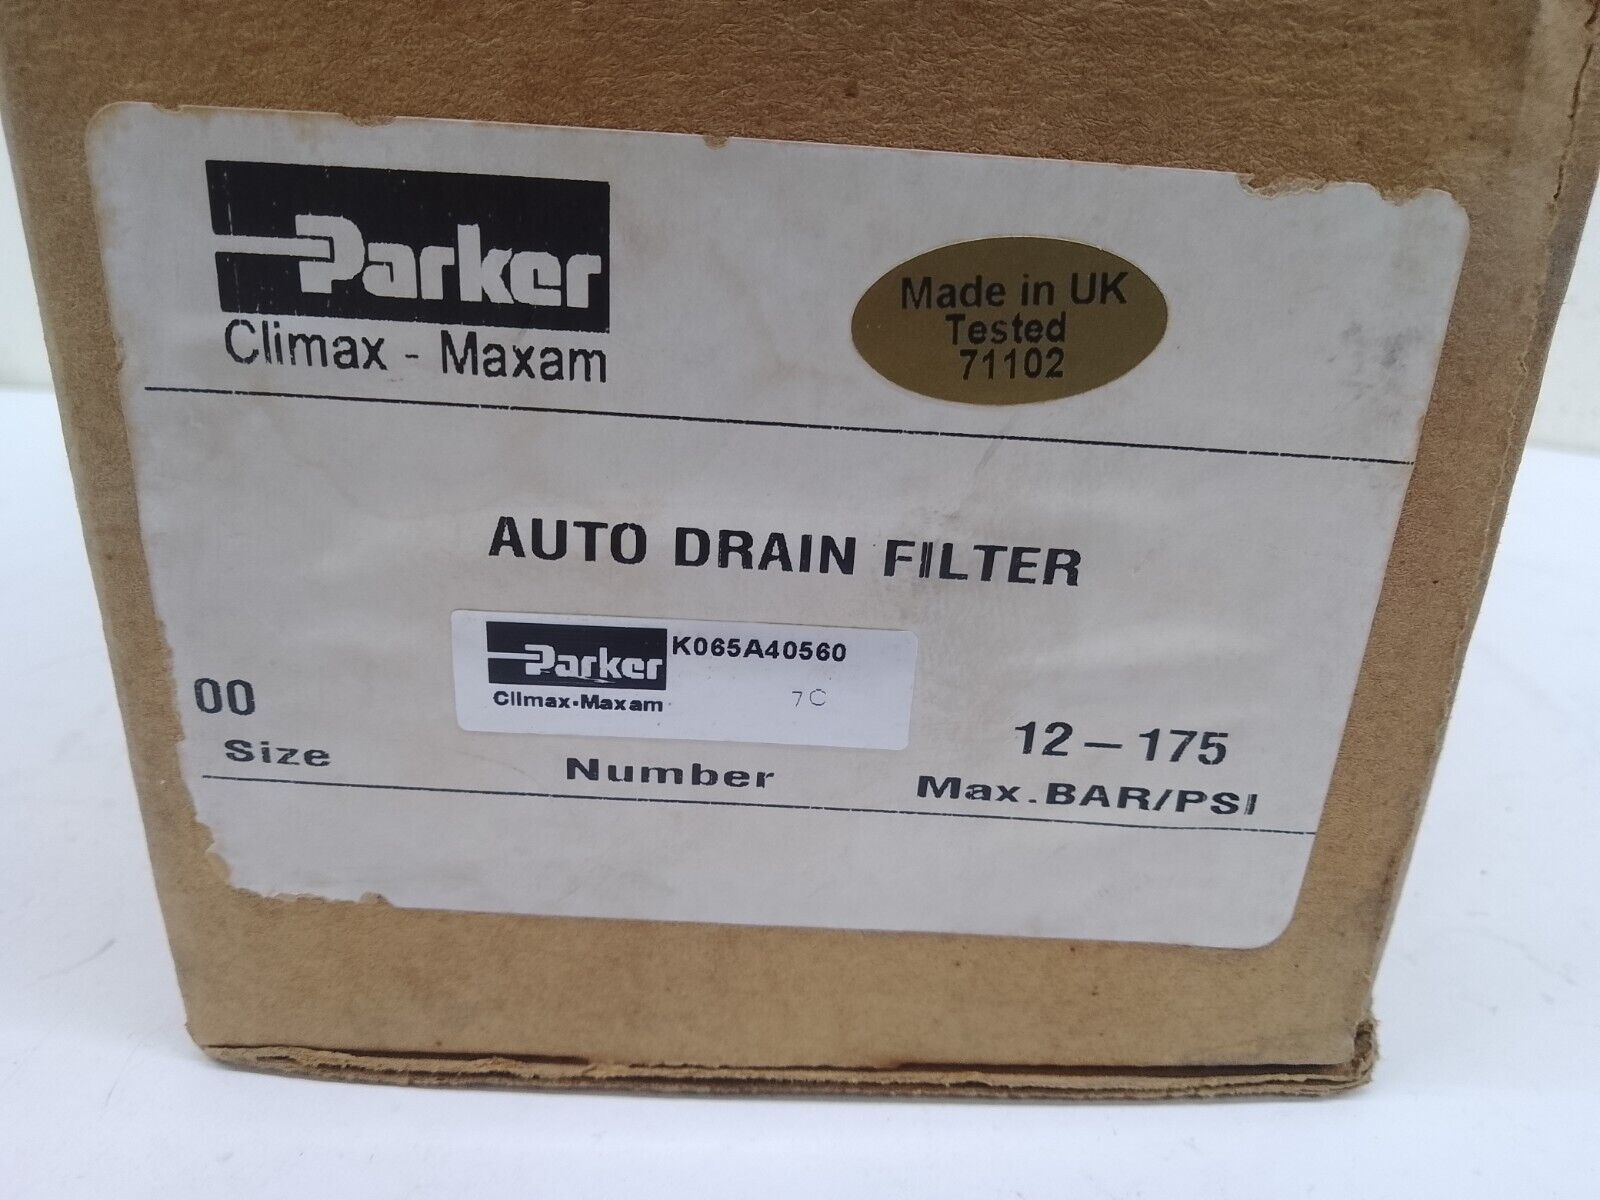 Parker
Climax - Maxam
Made in UK
Tested
71102
AUTO DRAIN FILTER
Parker K065A40560
Climax-Maxam 7C
00
Size
Number
12-175
Max. BAR/PSI